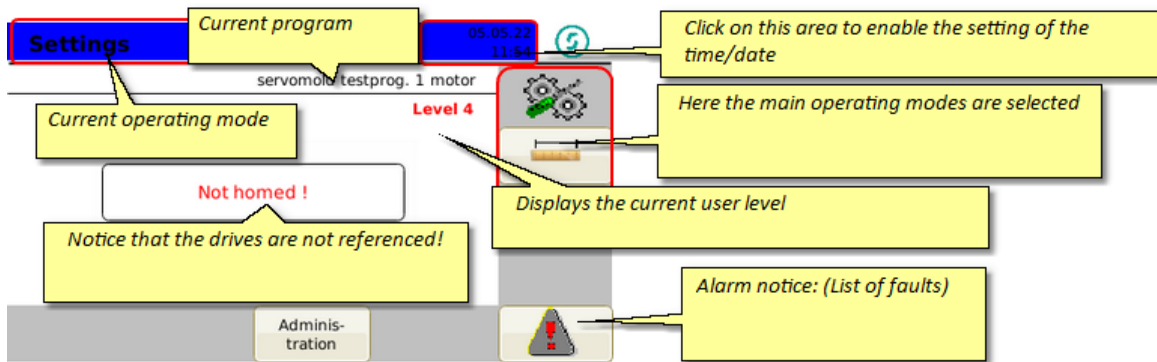 Current program
Settings
05.05.22
11:54
Click on this area to enable the setting of the
time/date
servomold testprog. 1 motor
Level 4
Current operating mode
Here the main operating modes are selected
Not homed !
Displays the current user level
Notice that the drives are not referenced!
Alarm notice: (List of faults)
Adminis-
tration